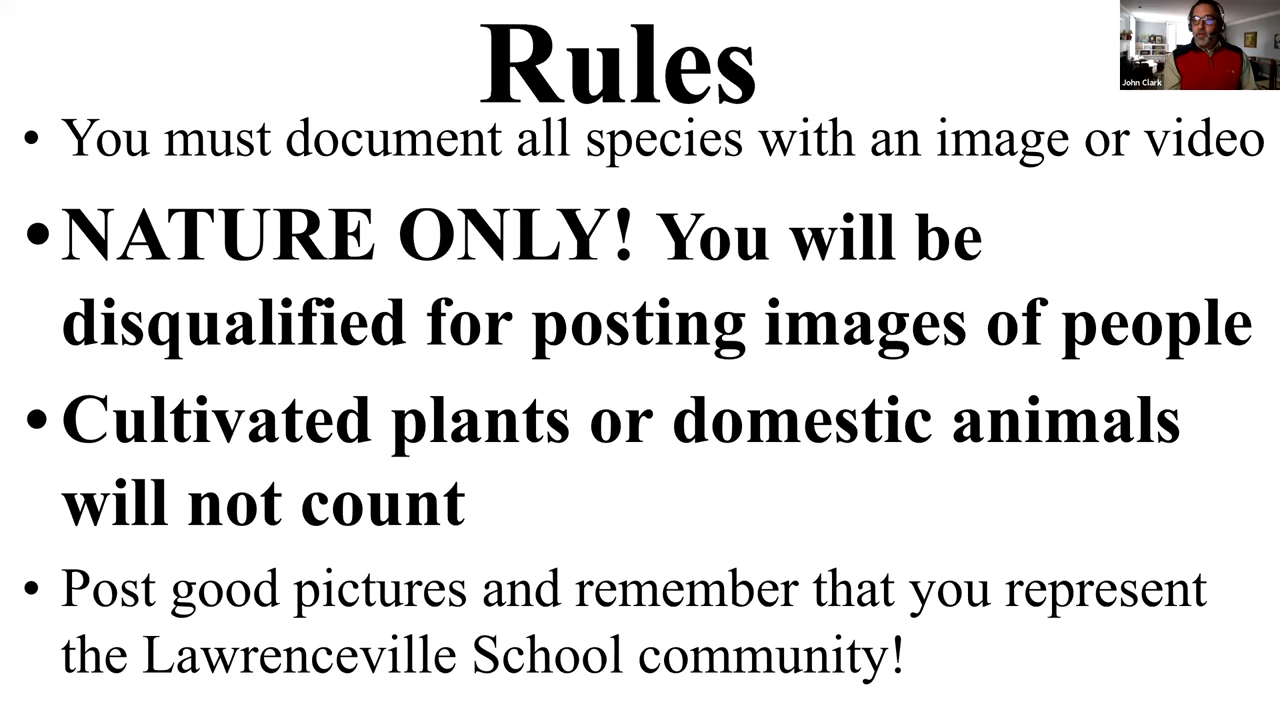 Rules
John Clark
• You must document all species with an image or video
• NATURE ONLY! You will be
disqualified for posting images of people
• Cultivated plants or domestic animals
will not count
• Post good pictures and remember that you represent
the Lawrenceville School community!